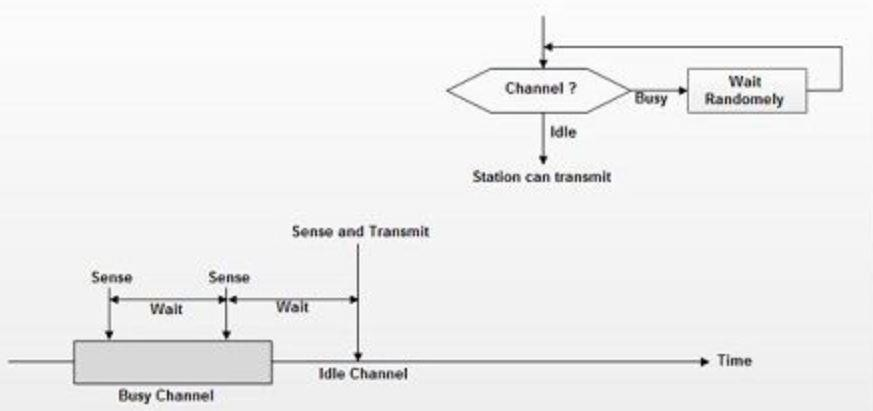 Channel ?
Busy
Wait
Randomely
Idle
Station can transmit
Sense and Transmit
Sense
Sense
Wait
Wait
Time
Idle Channel
Busy Channel